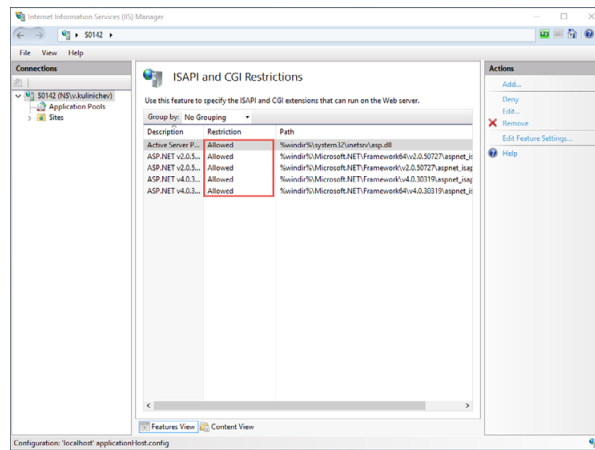 Internet Information Services (IIS) Manager
S0142
File View Help
Connections
S0142 (NS\v.kulinichev)
Application Pools
Sites
ISAPI and CGI Restrictions
Use this feature to specify the ISAPI and CGI extensions that can run on the Web server.
Group by: No Grouping
Description Restriction Path
Active Server P... Allowed %windir%\system32\inetsrv\asp.dll
ASP.NET v2.0.5... Allowed %windir%\Microsoft.NET\Framework64\v2.0.50727\aspnet_is
ASP.NET v2.0.5... Allowed %windir%\Microsoft.NET\Framework\v2.0.50727\aspnet_isap
ASP.NET v4.0.3... Allowed %windir%\Microsoft.NET\Framework\v4.0.30319\aspnet_isap
ASP.NET v4.0.3... Allowed %windir%\Microsoft.NET\Framework64\v4.0.30319\aspnet_is
Features View Content View
Actions
Add...
Deny
Edit...
Remove
Edit Feature Settings...
Help
Configuration: 'localhost' applicationHost.config